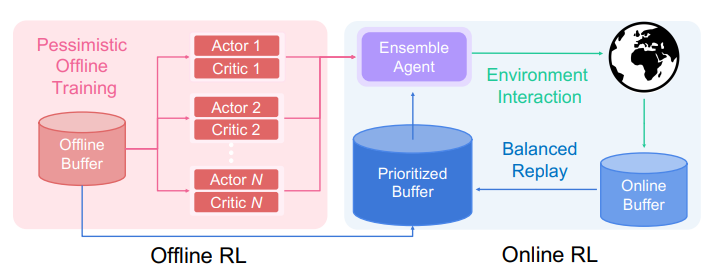 Pessimistic
Offline
Training
Offline
Buffer
Actor 1
Critic 1
Actor 2
Critic 2
Actor N
Critic N
Offline RL
Ensemble
Agent
Environment
Interaction
Prioritized
Buffer
Balanced
Replay
Online
Buffer
Online RL